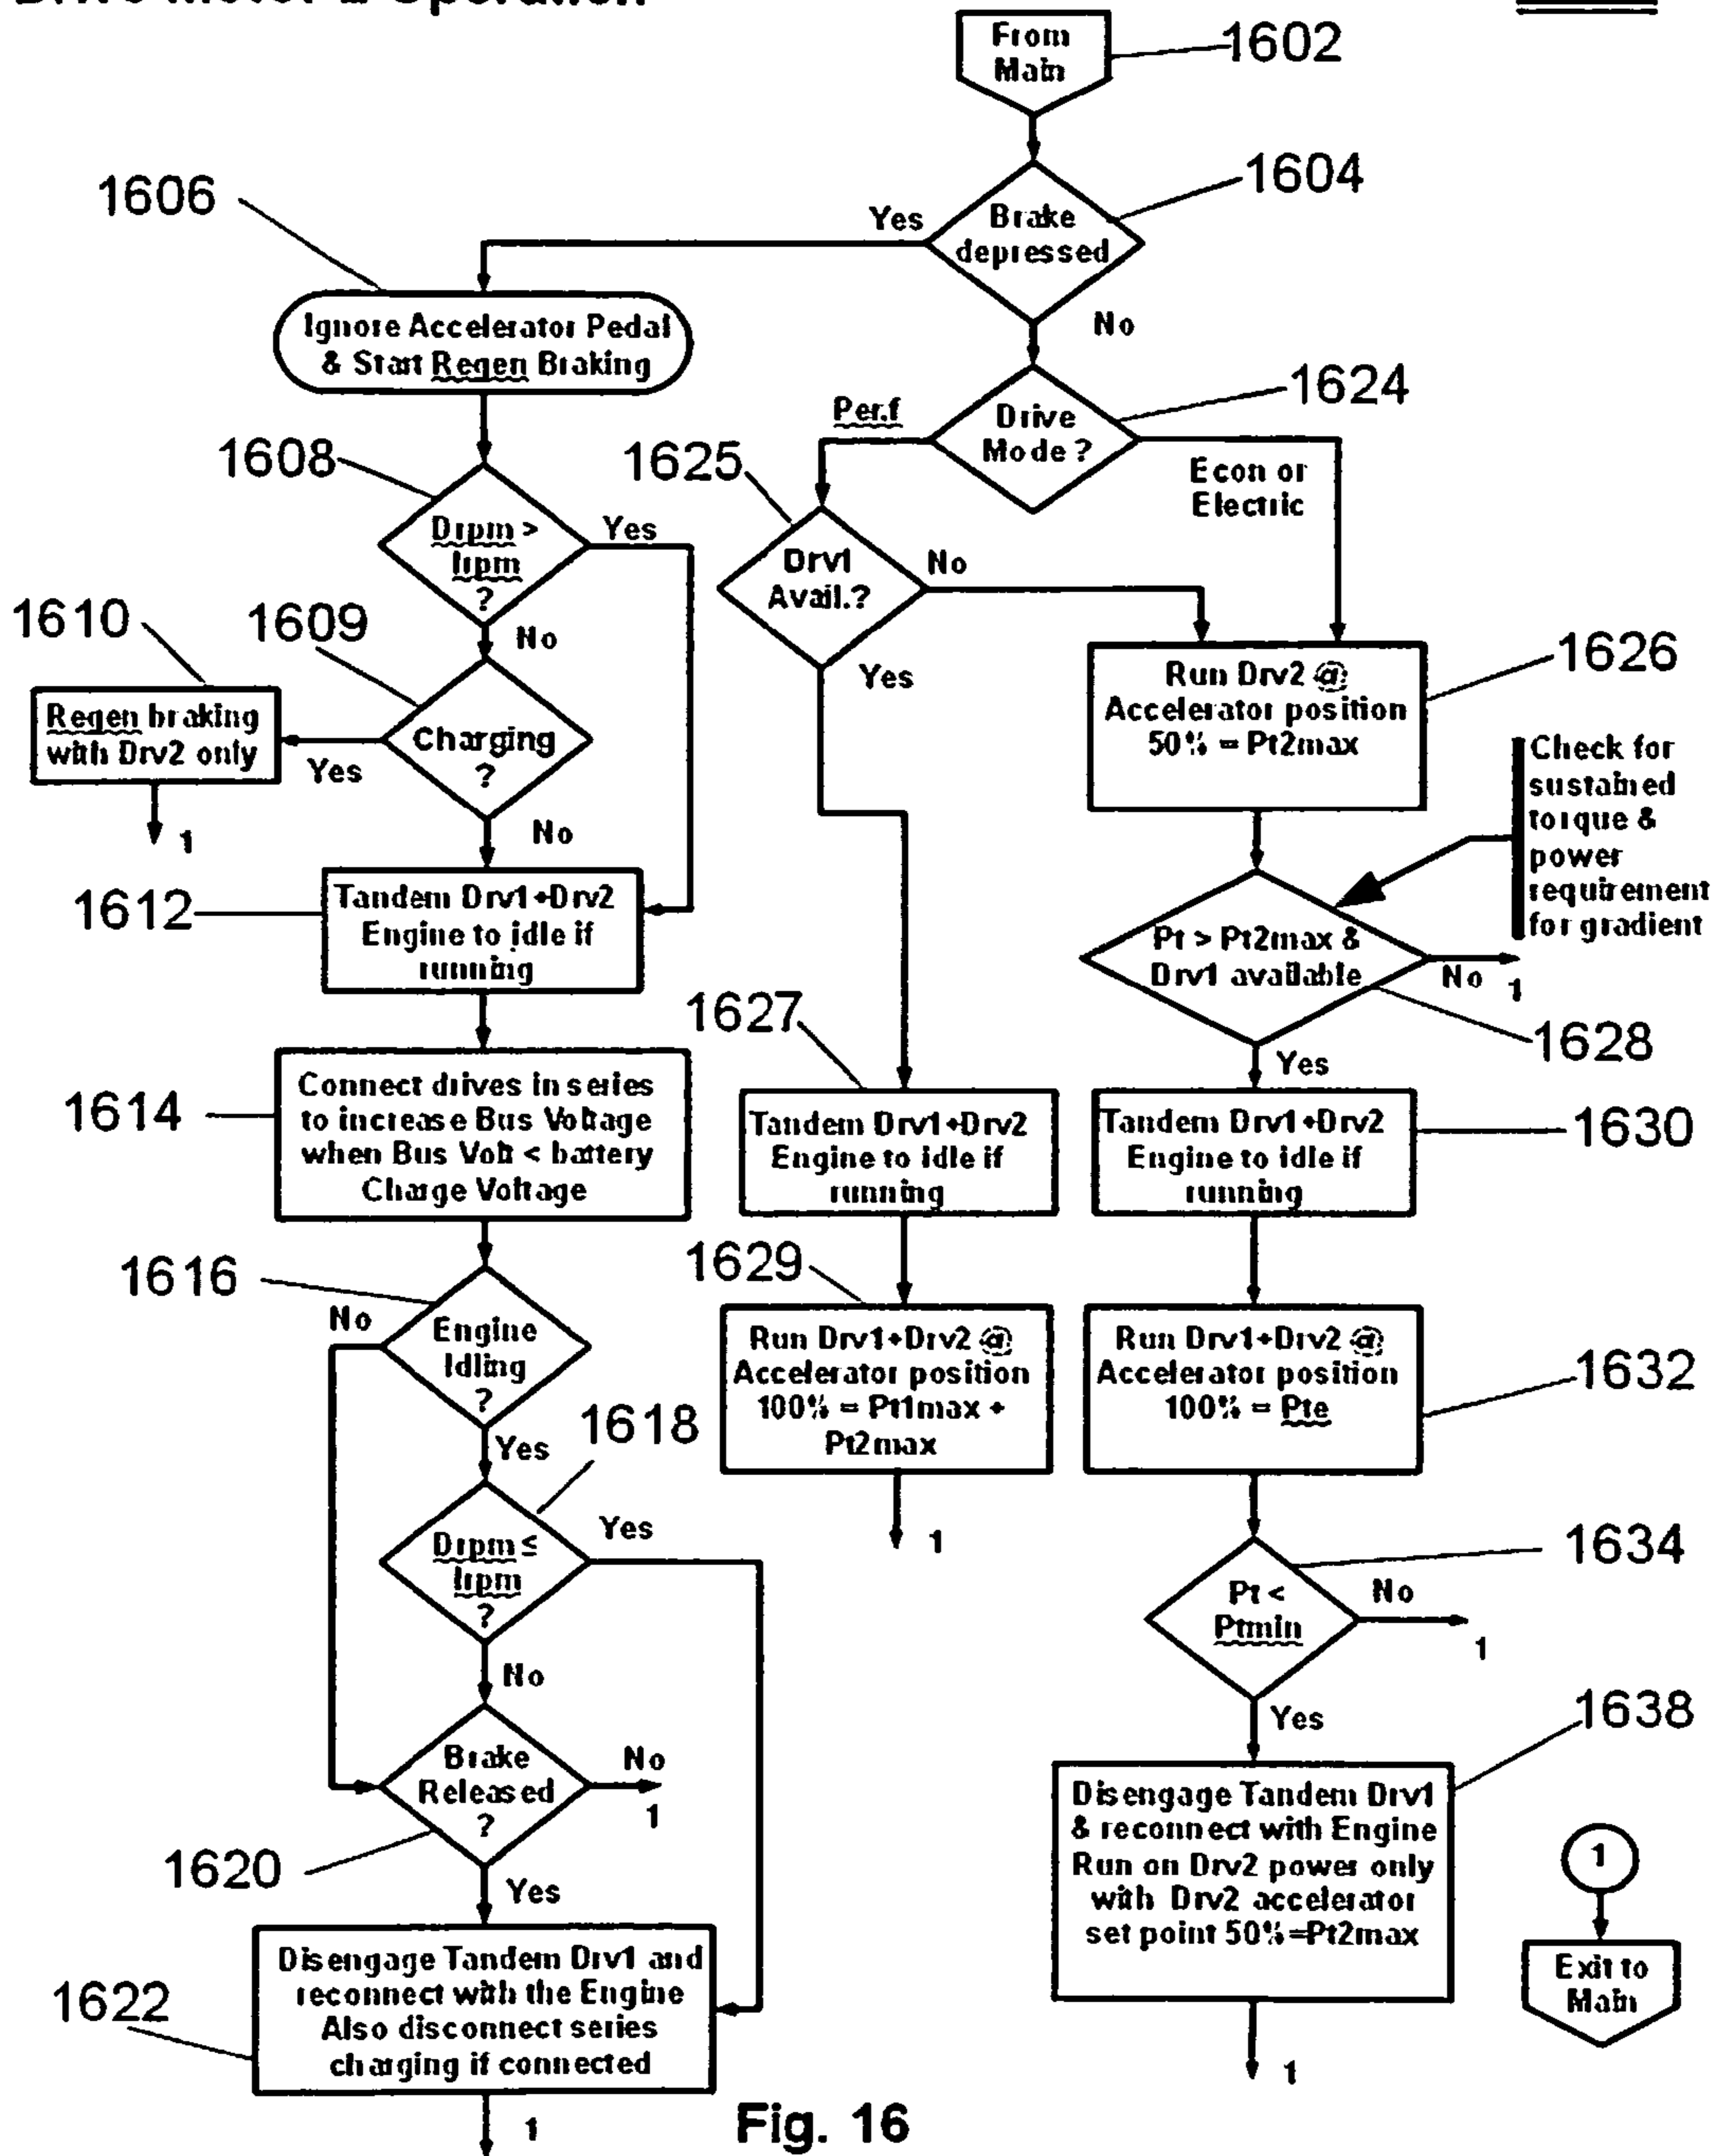 From
Main
1602
1604
Brake
depressed
Yes
No
1606
Ignore Accelerator Pedal
& Start Regen Braking
1608
Drpm >
Irpm
?
Yes
No
1609
Charging
?
Yes
No
1610
Regen braking
with Drv2 only
1
1612
Tandem Drv1+Drv2
Engine to idle if
running
1614
Connect drives in series
to increase Bus Voltage
when Bus Volt < battery
Charge Voltage
1616
Engine
Idling
?
No
Yes
1618
Drpm ≤
Irpm
?
Yes
No
1620
Brake
Released
?
No
1
Yes
1622
Disengage Tandem Drv1 and
reconnect with the Engine
Also disconnect series
charging if connected
1
1624
Drive
Mode ?
Per.f
Econ or
Electric
1625
Drv1
Avail.?
No
Yes
1627
Tandem Drv1+Drv2
Engine to idle if
running
1629
Run Drv1+Drv2 @
Accelerator position
100% = Pt1max +
Pt2max
1
1626
Run Drv2 @
Accelerator position
50% = Pt2max
Check for
sustained
torque &
power
requirement
for gradient
1628
Pt > Pt2max &
Drv1 available
No
1
Yes
1630
Tandem Drv1+Drv2
Engine to idle if
running
1632
Run Drv1+Drv2 @
Accelerator position
100% = Pte
1634
Pt <
Ptmin
No
1
Yes
1638
Disengage Tandem Drv1
& reconnect with Engine
Run on Drv2 power only
with Drv2 accelerator
set point 50%=Pt2max
1
1
Exit to
Main
Fig. 16